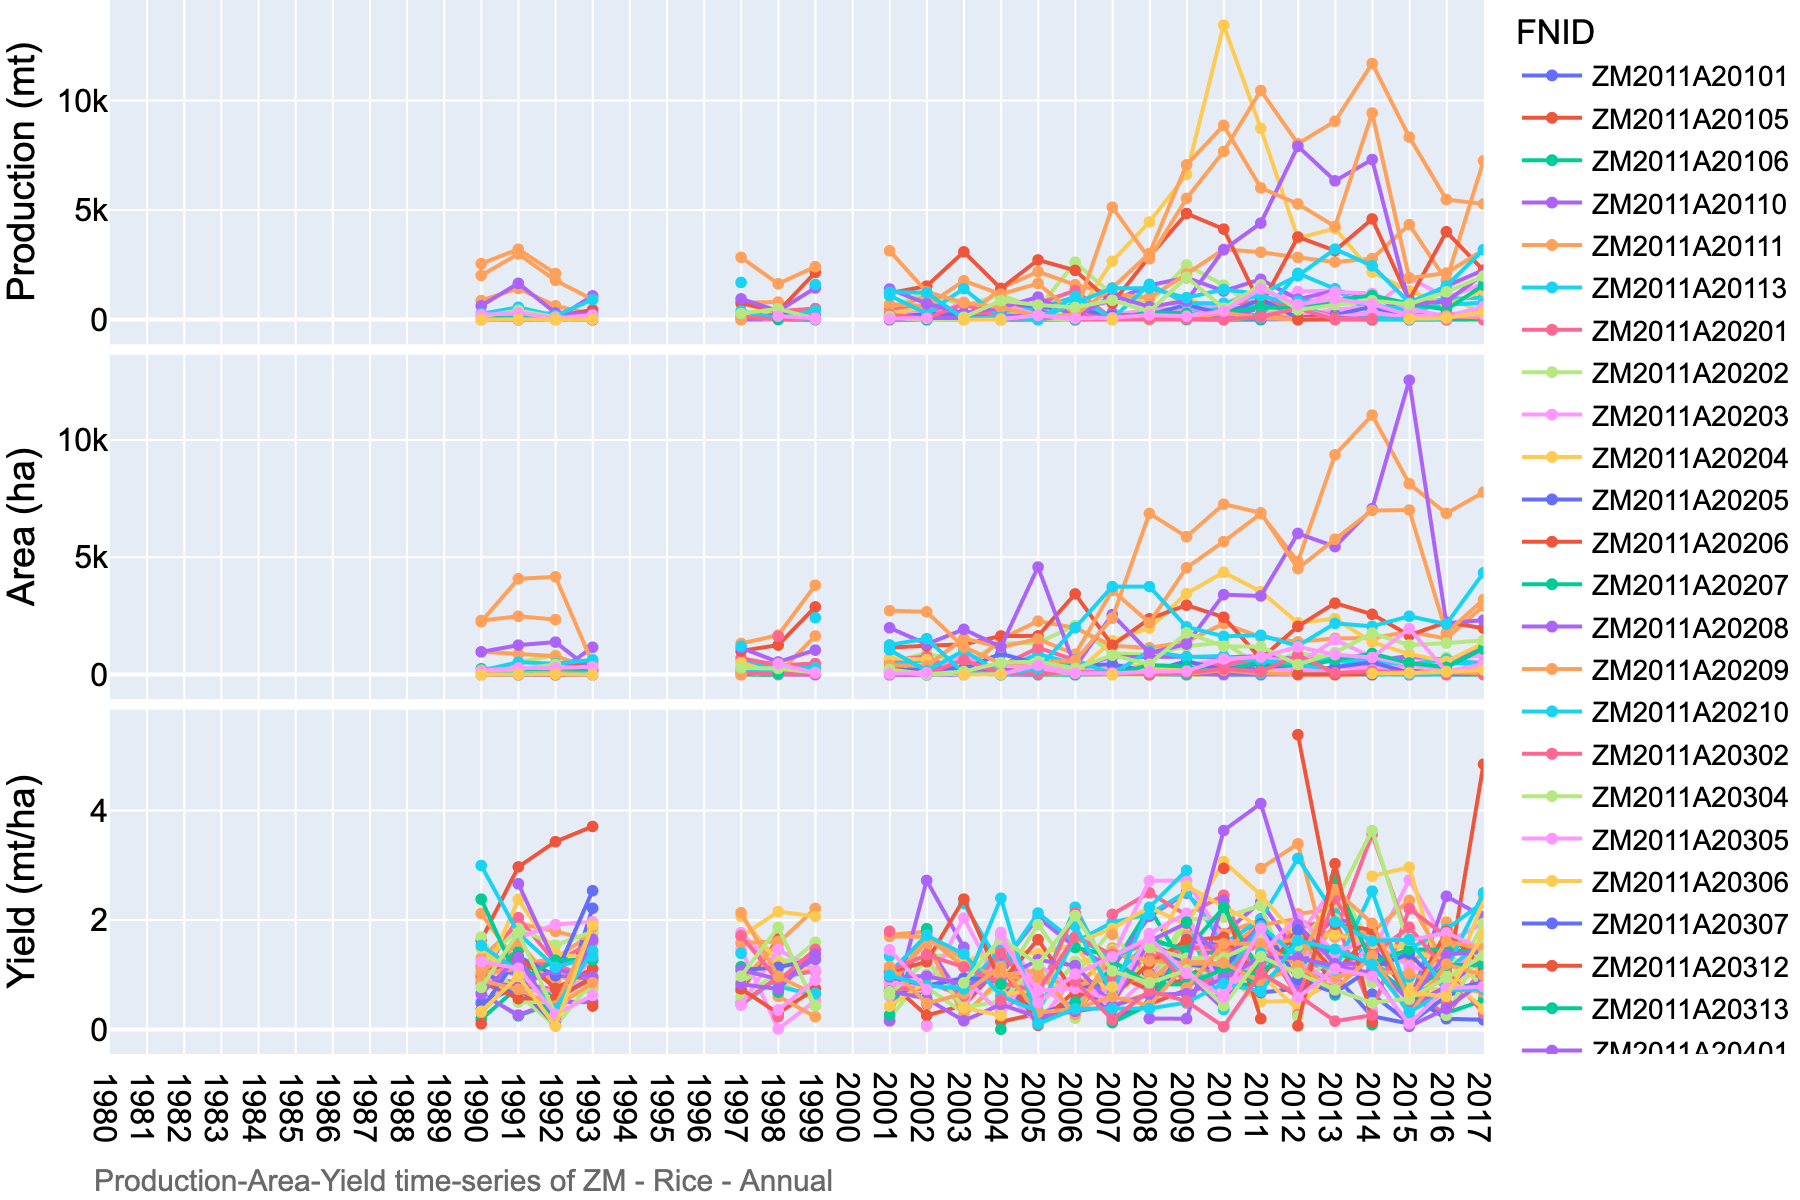 Production (mt)
10k
5k
0
Area (ha)
10k
5k
0
Yield (mt/ha)
4
2
0
1980
1981
1982
1983
1984
1985
1986
1987
1988
1989
1990
1991
1992
1993
1994
1995
1996
1997
1998
1999
2000
2001
2002
2003
2004
2005
2006
2007
2008
2009
2010
2011
2012
2013
2014
2015
2016
2017
FNID
ZM2011A20101
ZM2011A20105
ZM2011A20106
ZM2011A20110
ZM2011A20111
ZM2011A20113
ZM2011A20201
ZM2011A20202
ZM2011A20203
ZM2011A20204
ZM2011A20205
ZM2011A20206
ZM2011A20207
ZM2011A20208
ZM2011A20209
ZM2011A20210
ZM2011A20302
ZM2011A20304
ZM2011A20305
ZM2011A20306
ZM2011A20307
ZM2011A20312
ZM2011A20313
ZM2011A20401
Production-Area-Yield time-series of ZM - Rice - Annual